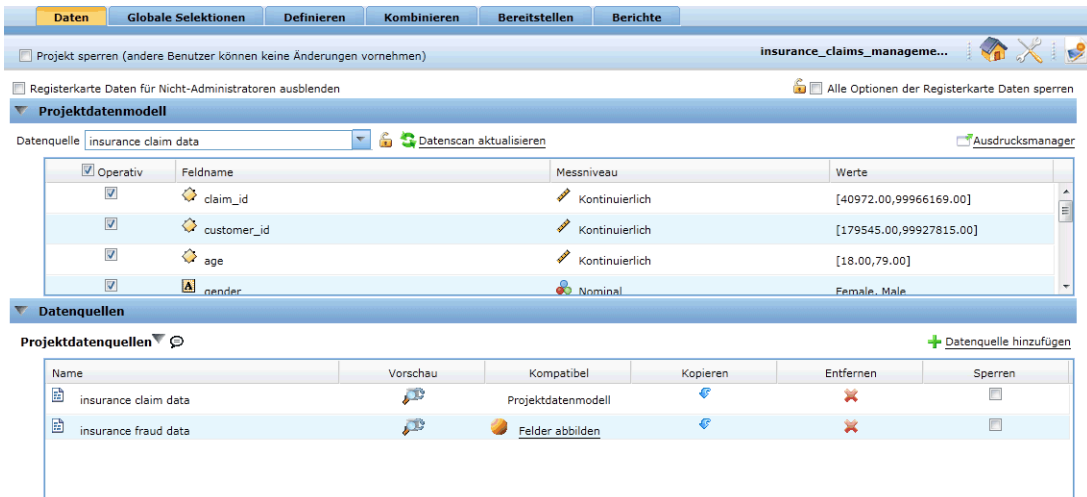 Daten Globale Selektionen Definieren Kombinieren Bereitstellen Berichte
Projekt sperren (andere Benutzer können keine Änderungen vornehmen) insurance_claims_manageme...
Registerkarte Daten für Nicht-Administratoren ausblenden Alle Optionen der Registerkarte Daten sperren
Projektdatenmodell
Datenquelle insurance claim data Datenscan aktualisieren Ausdrucksmanager
Operativ Feldname Messniveau Werte
claim_id Kontinuierlich [40972.00,99966169.00]
customer_id Kontinuierlich [179545.00,99927815.00]
age Kontinuierlich [18.00,79.00]
A gender Nominal Female, Male
Datenquellen
Projektdatenquellen Datenquelle hinzufügen
Name Vorschau Kompatibel Kopieren Entfernen Sperren
insurance claim data Projektdatenmodell
insurance fraud data Felder abbilden